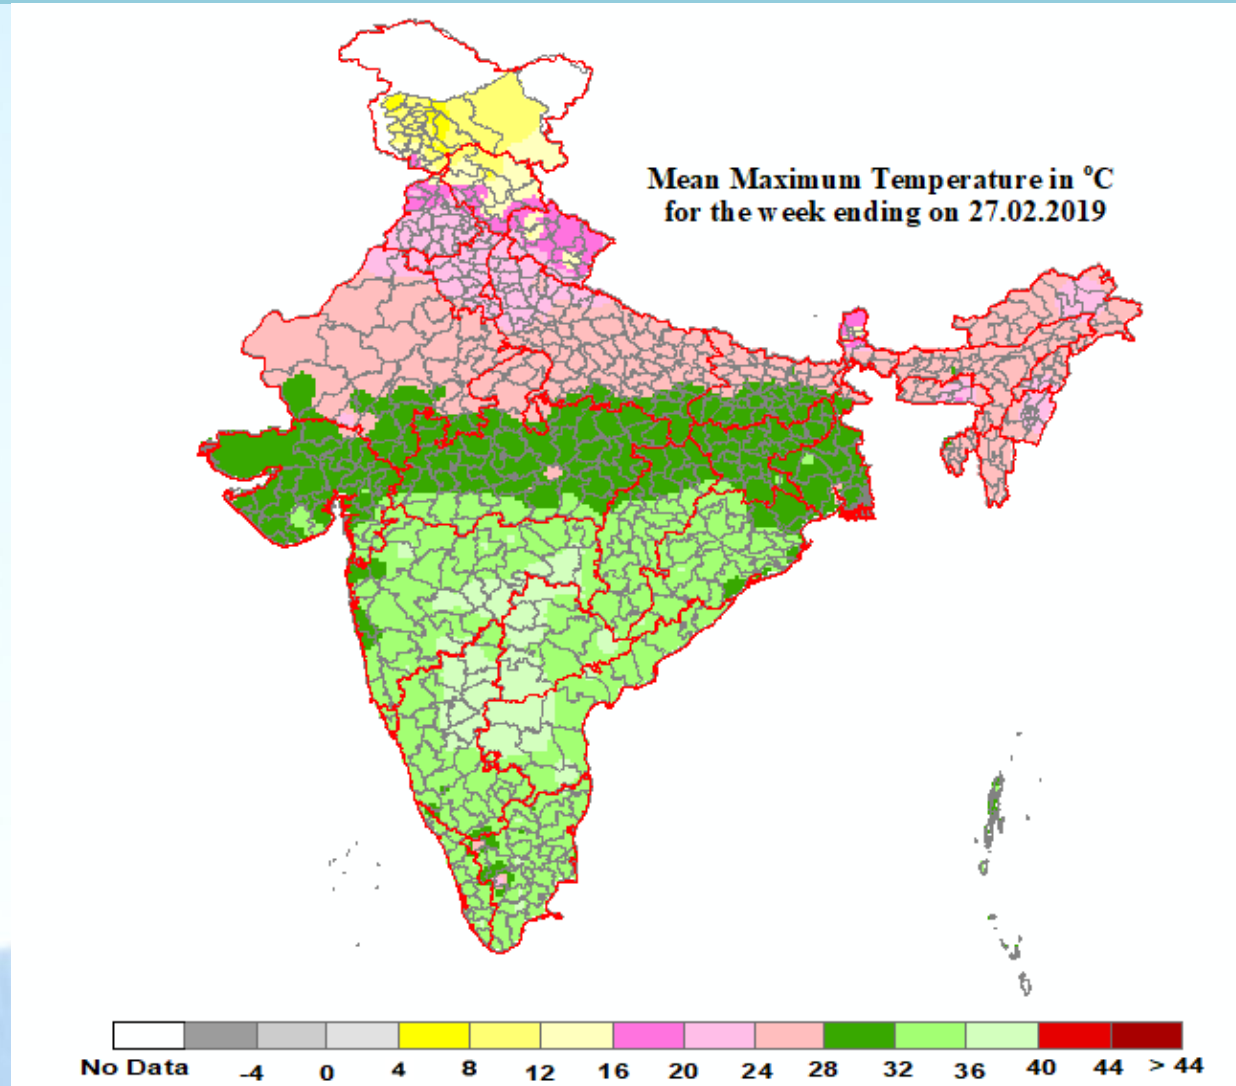 Mean Maximum Temperature in °C
for the week ending on 27.02.2019
No Data -4 0 4 8 12 16 20 24 28 32 36 40 44 > 44